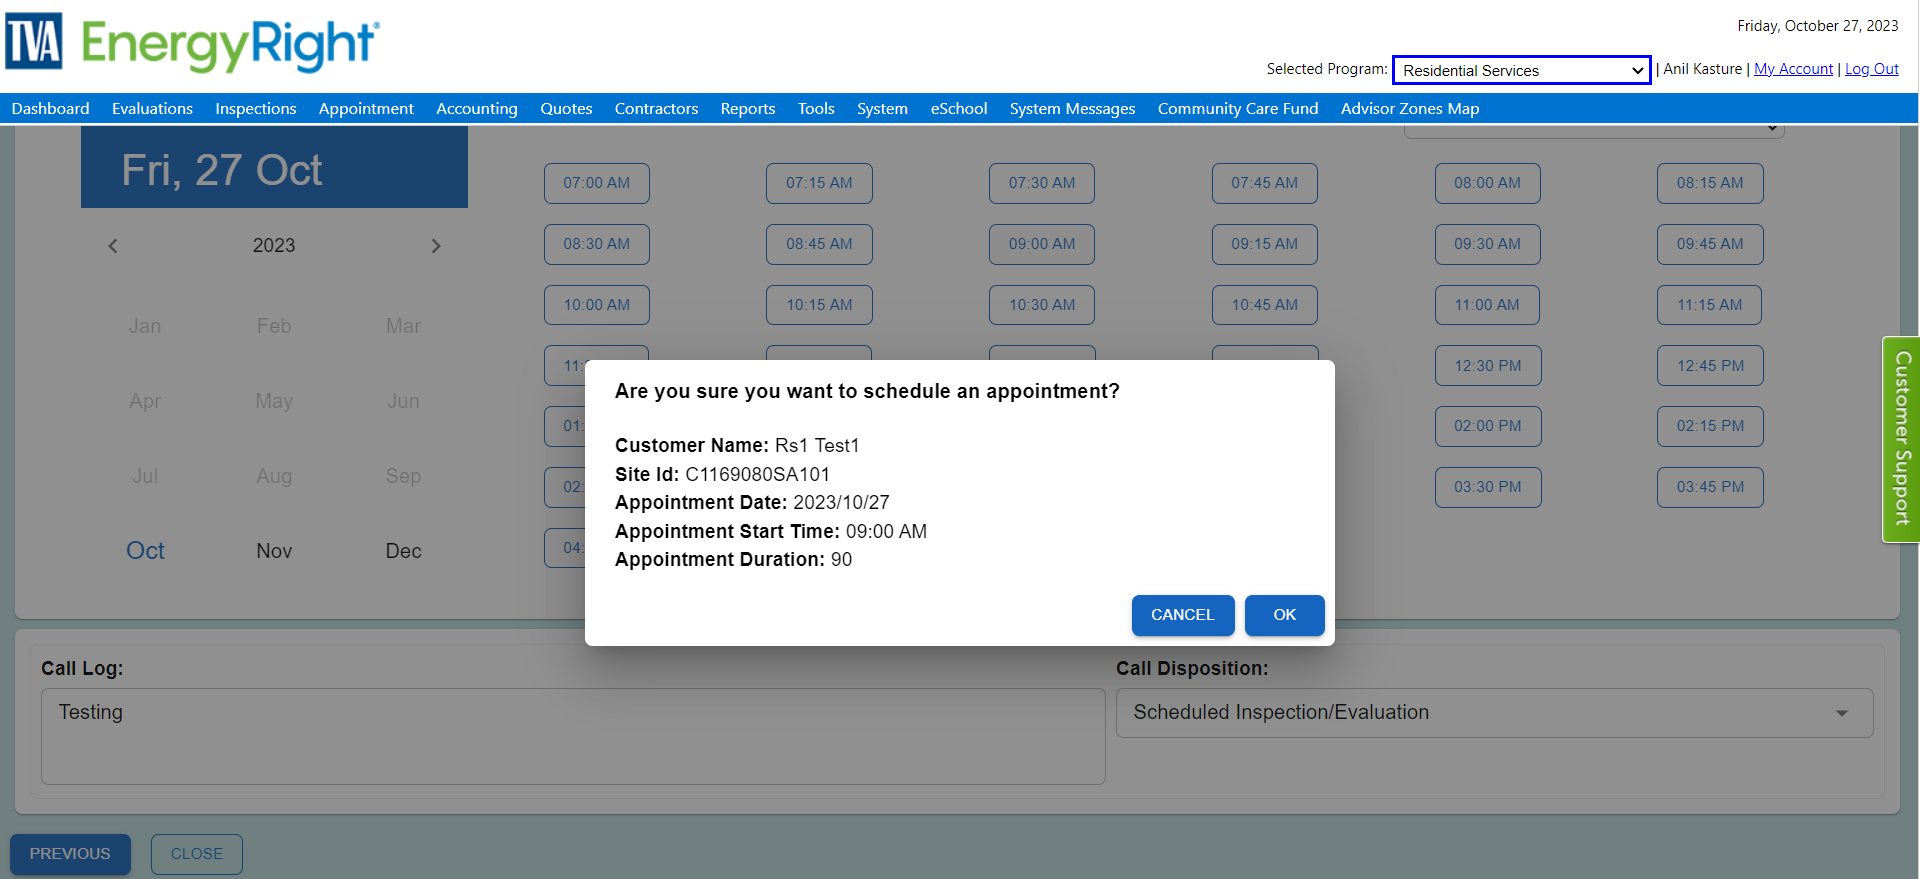 TVA EnergyRight®
Friday, October 27, 2023
Selected Program: Residential Services | Anil Kasture | My Account | Log Out
Dashboard Evaluations Inspections Appointment Accounting Quotes Contractors Reports Tools System eSchool System Messages Community Care Fund Advisor Zones Map
Fri, 27 Oct
2023
Jan Feb Mar
Apr May Jun
Jul Aug Sep
Oct Nov Dec
07:00 AM 07:15 AM 07:30 AM 07:45 AM 08:00 AM 08:15 AM
08:30 AM 08:45 AM 09:00 AM 09:15 AM 09:30 AM 09:45 AM
10:00 AM 10:15 AM 10:30 AM 10:45 AM 11:00 AM 11:15 AM
11: 12:30 PM 12:45 PM
01: 02:00 PM 02:15 PM
02: 03:30 PM 03:45 PM
04:
Are you sure you want to schedule an appointment?
Customer Name: Rs1 Test1
Site Id: C1169080SA101
Appointment Date: 2023/10/27
Appointment Start Time: 09:00 AM
Appointment Duration: 90
CANCEL OK
Customer Support
Call Log:
Testing
Call Disposition:
Scheduled Inspection/Evaluation
PREVIOUS CLOSE